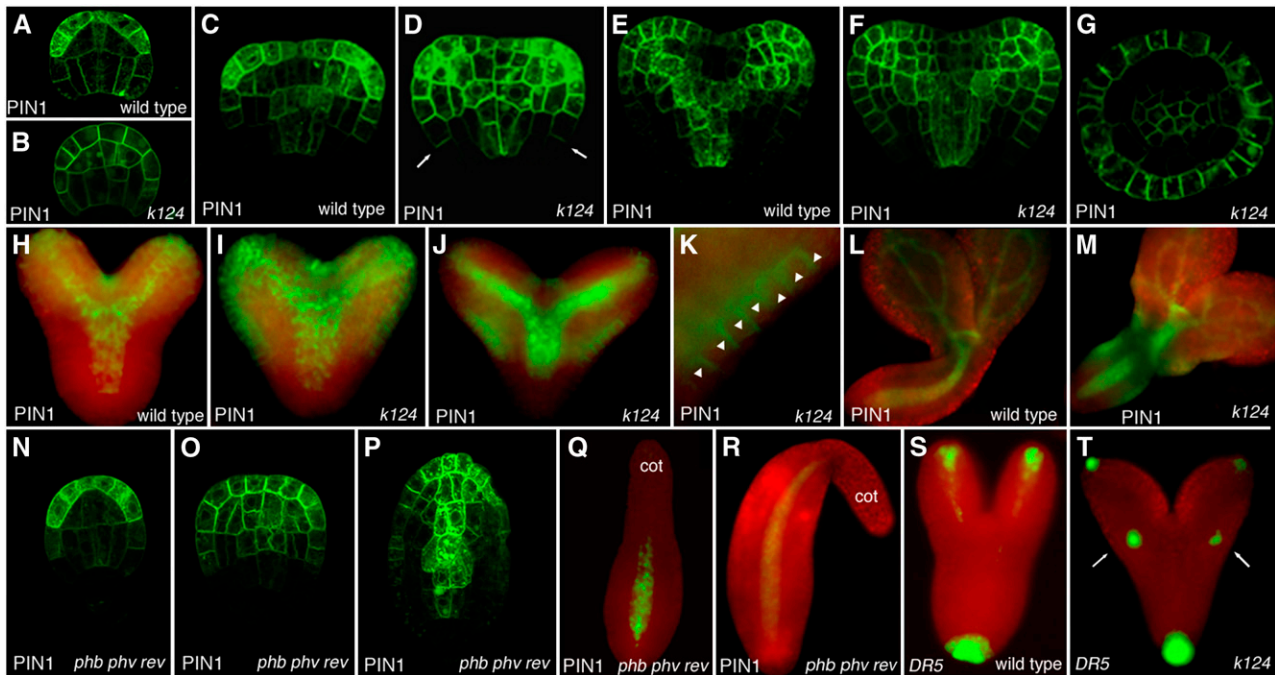 A
PIN1 wild type
B
PIN1 k124
C
PIN1 wild type
D
PIN1 k124
E
PIN1 wild type
F
PIN1 k124
G
PIN1 k124
H
PIN1 wild type
I
PIN1 k124
J
PIN1 k124
K
PIN1 k124
L
PIN1 wild type
M
PIN1 k124
N
PIN1 phb phv rev
O
PIN1 phb phv rev
P
PIN1 phb phv rev
Q
cot
PIN1 phb phv rev
R
cot
PIN1 phb phv rev
S
DR5 wild type
T
DR5 k124